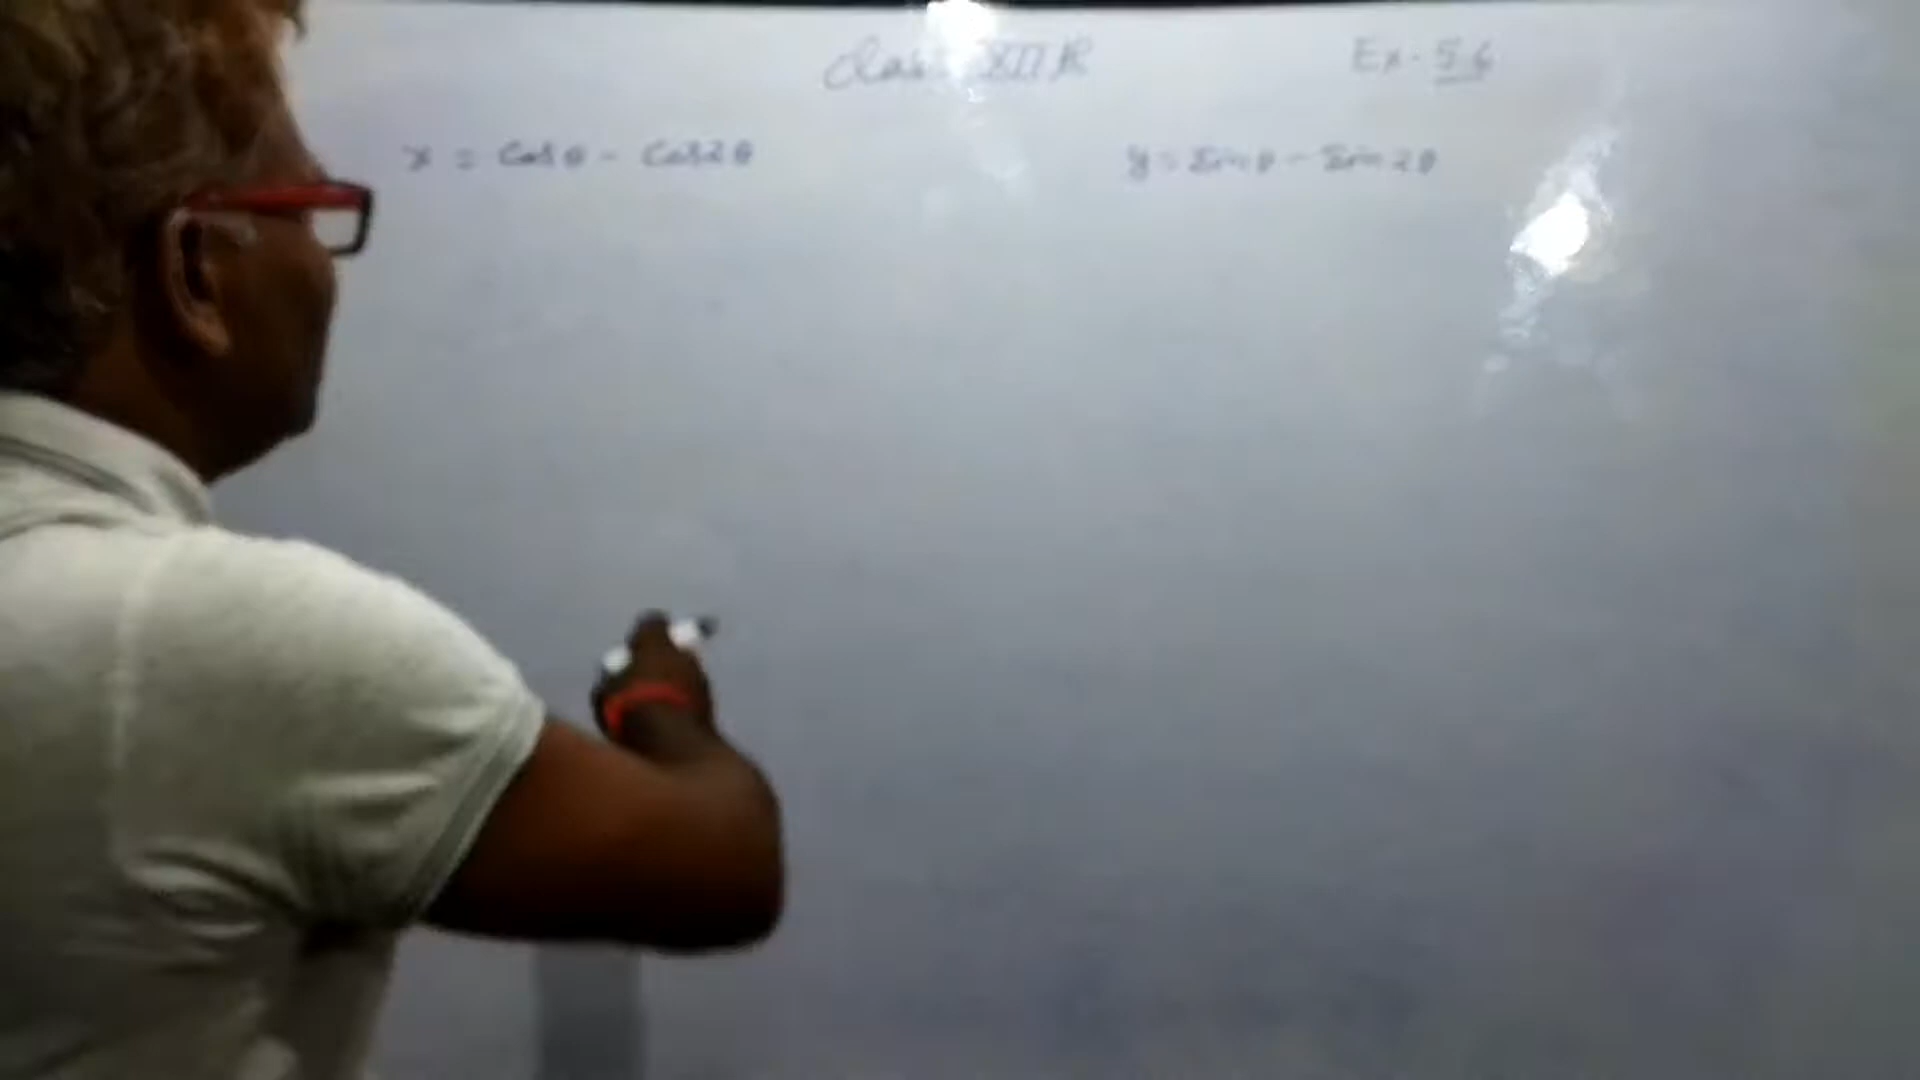 Class XII Ex. 5.6
x = Cosθ - Cos2θ y = Sinθ - Sin2θ